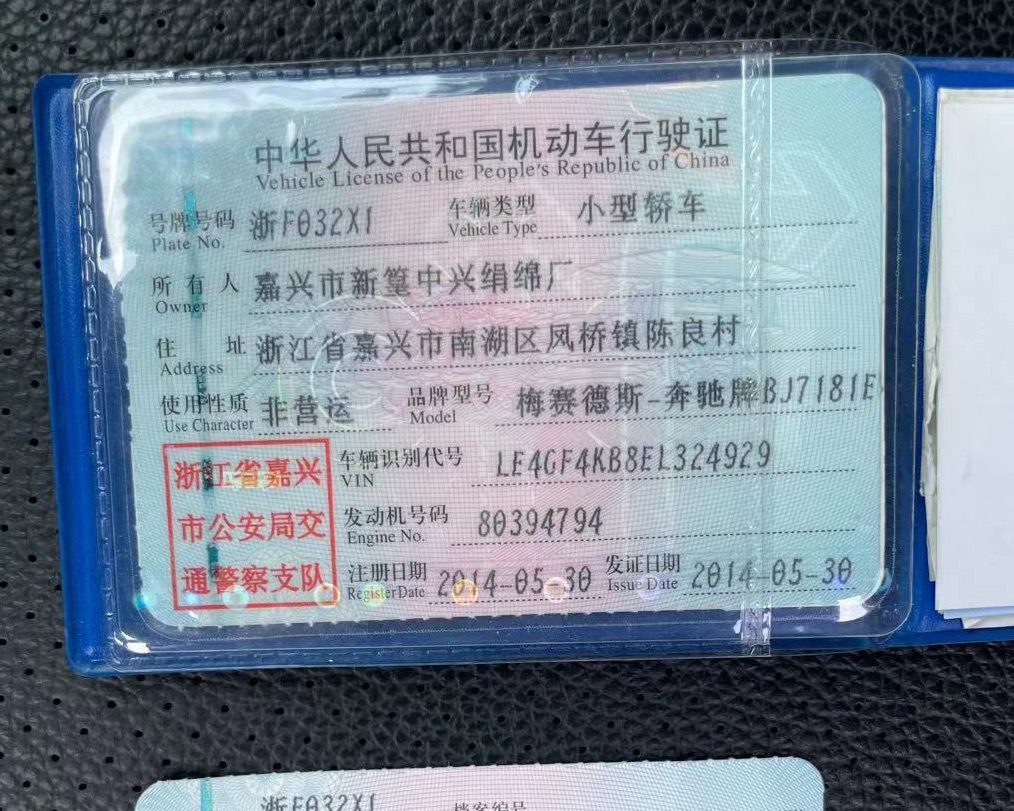 中华人民共和国机动车行驶证
Vehicle License of the People's Republic of China
号牌号码 浙F032X1 车辆类型 小型轿车
Plate No. Vehicle Type
所有人 嘉兴市新篁中兴绢绵厂
Owner
住址 浙江省嘉兴市南湖区凤桥镇陈良村
Address
使用性质 非营运 品牌型号 梅赛德斯-奔驰牌BJ7181E
Use Character Model
浙江省嘉兴
市公安局交
通警察支队
车辆识别代号 LE4GF4KB8EL324929
VIN
发动机号码 80394794
Engine No.
注册日期 2014-05-30 发证日期 2014-05-30
Register Date Issue Date
浙F032X1 档案编号